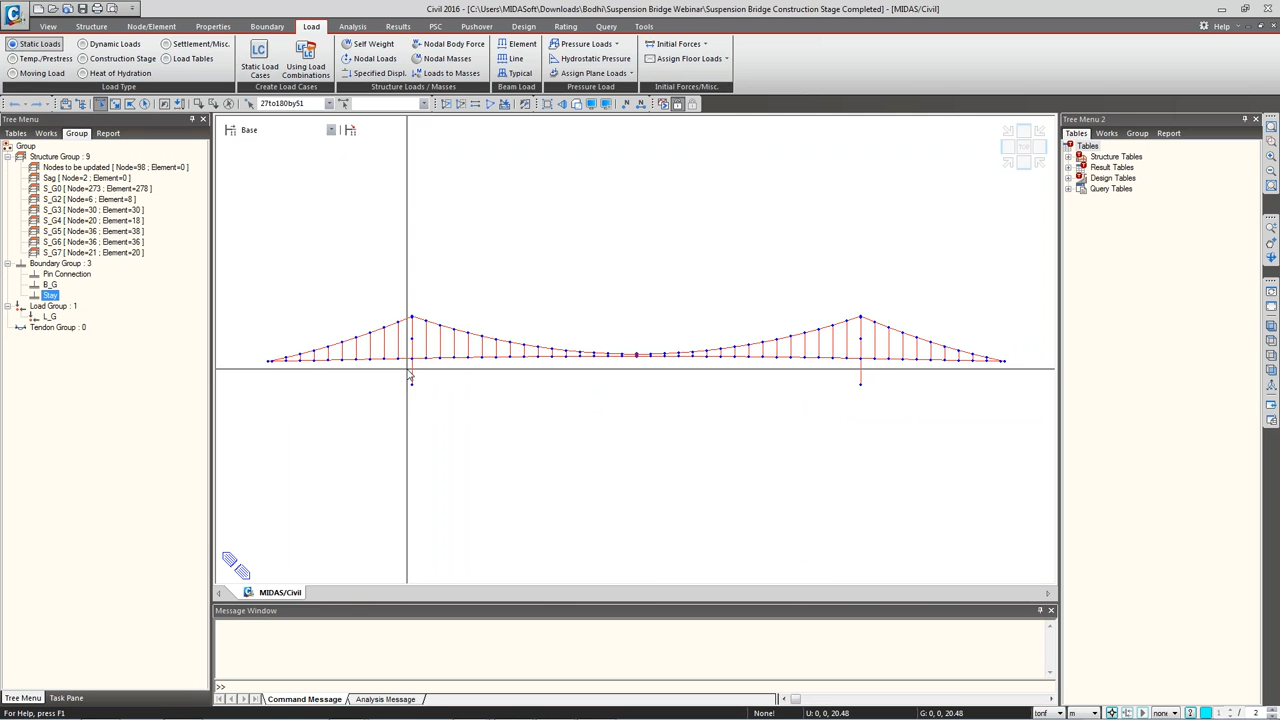 Civil 2016 - [C:\Users\MIDASoft\Downloads\Bodhi\Suspension Bridge Webinar\Suspension Bridge Construction Stage Completed] - [MIDAS/Civil]
View Structure Node/Element Properties Boundary Load Analysis Results PSC Pushover Design Rating Query Tools Help
Static Loads Dynamic Loads Settlement/Misc.
Temp./Prestress Construction Stage Load Tables
Moving Load Heat of Hydration
Load Type
Static Load Cases
Using Load Combinations
Create Load Cases
Self Weight Nodal Body Force
Nodal Loads Nodal Masses
Specified Displ. Loads to Masses
Structure Loads / Masses
Element
Line
Typical
Beam Load
Pressure Loads
Hydrostatic Pressure
Assign Plane Loads
Pressure Load
Initial Forces
Assign Floor Loads
Initial Forces/Misc.
27to180by51
Tree Menu
Tables Works Group Report
Group
Structure Group : 9
Nodes to be updated [ Node=98 ; Element=0 ]
Sag [ Node=2 ; Element=0 ]
S_G0 [ Node=273 ; Element=278 ]
S_G2 [ Node=6 ; Element=8 ]
S_G3 [ Node=30 ; Element=30 ]
S_G4 [ Node=20 ; Element=18 ]
S_G5 [ Node=36 ; Element=38 ]
S_G6 [ Node=36 ; Element=36 ]
S_G7 [ Node=21 ; Element=20 ]
Boundary Group : 3
Pin Connection
B_G
Stay
Load Group : 1
L_G
Tendon Group : 0
Base
TOP
MIDAS/Civil
Message Window
>>
Command Message Analysis Message
Tree Menu 2
Tables Works Group Report
Tables
Structure Tables
Result Tables
Design Tables
Query Tables
Tree Menu Task Pane
For Help, press F1
None! U: 0, 0, 20.48 G: 0, 0, 20.48 tonf m none 1 / 2